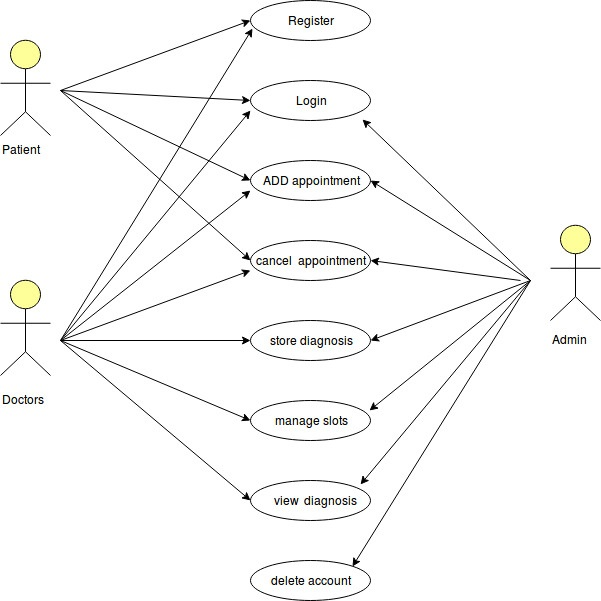 Register
Login
Patient
ADD appointment
cancel appointment
store diagnosis
Admin
Doctors
manage slots
view diagnosis
delete account